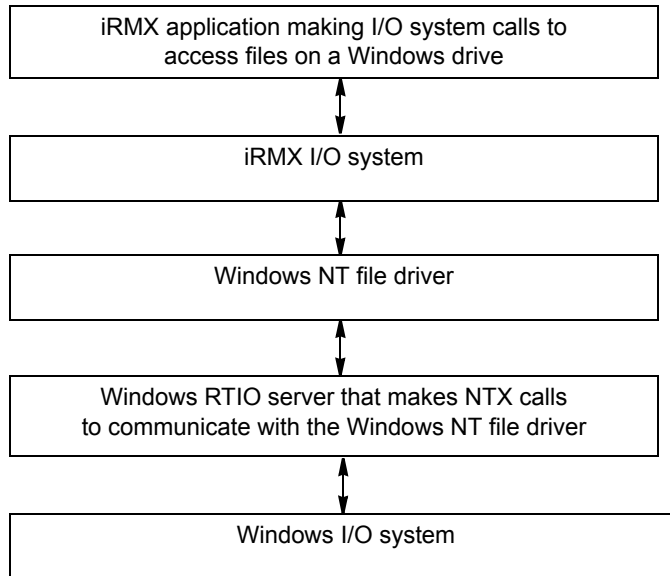 iRMX application making I/O system calls to
access files on a Windows drive
iRMX I/O system
Windows NT file driver
Windows RTIO server that makes NTX calls
to communicate with the Windows NT file driver
Windows I/O system